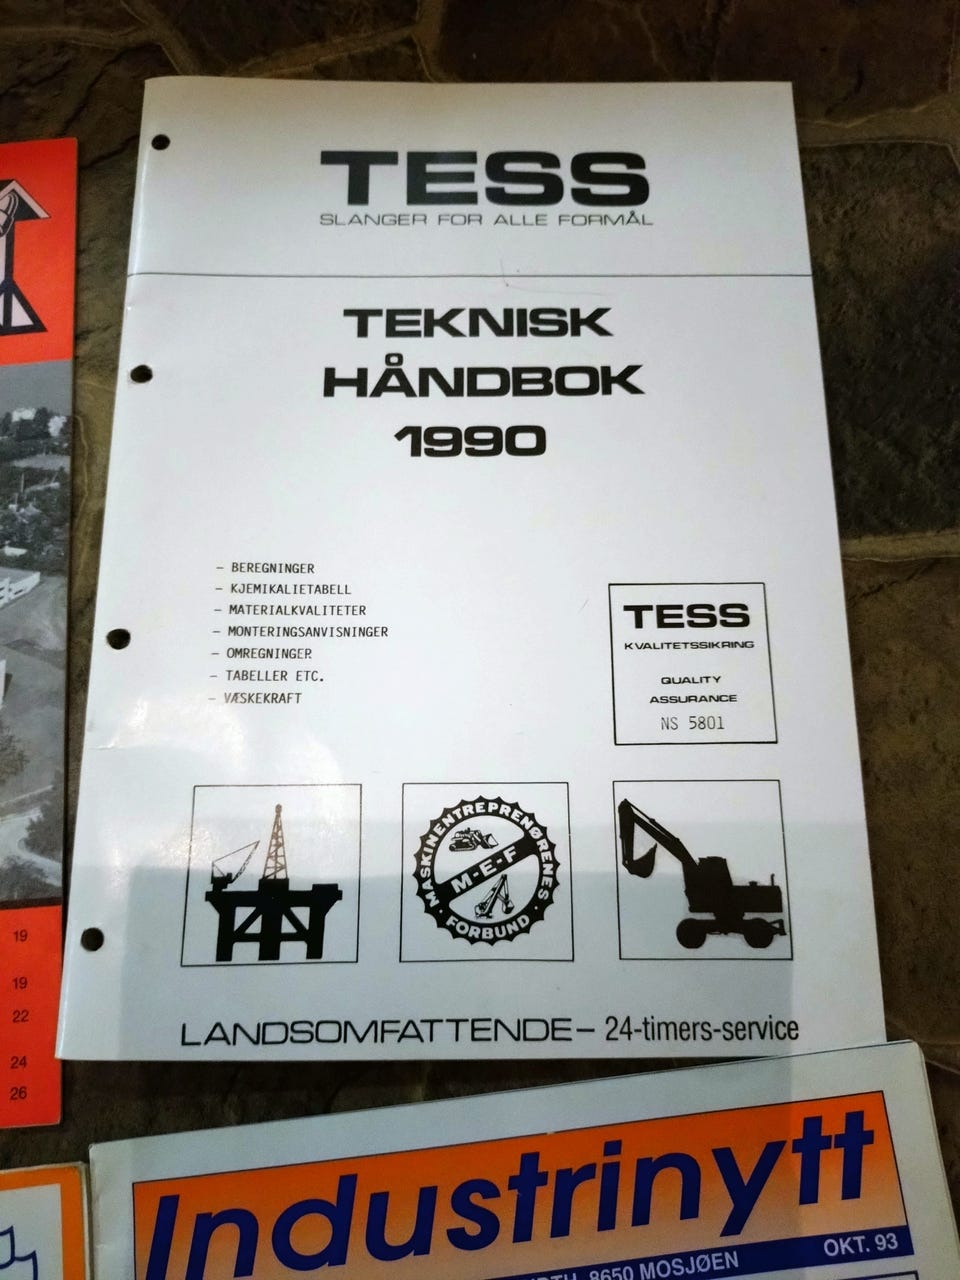 TESS
SLANGER FOR ALLE FORMÅL
TEKNISK
HÅNDBOK
1990
– BEREGNINGER
– KJEMIKALIETABELL
– MATERIALKVALITETER
– MONTERINGSANVISNINGER
– OMREGNINGER
– TABELLER ETC.
– VÆSKEKRAFT
TESS
KVALITETSSIKRING
QUALITY
ASSURANCE
NS 5801
MASKINENTREPRENØRENES
M-E-F
FORBUND
LANDSOMFATTENDE – 24-timers-service
19
19
22
24
26
Industrinytt
8650 MOSJØEN
OKT. 93